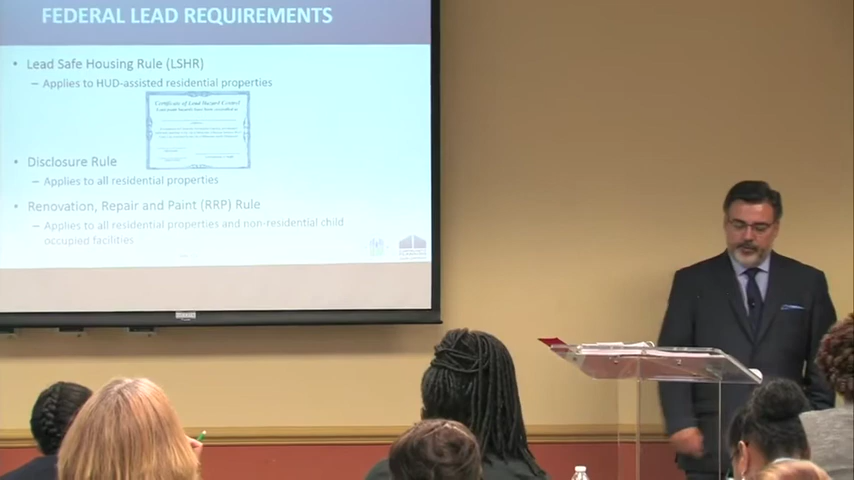 FEDERAL LEAD REQUIREMENTS
• Lead Safe Housing Rule (LSHR)
– Applies to HUD-assisted residential properties
Certificate of Lead Hazard Control
• Disclosure Rule
– Applies to all residential properties
• Renovation, Repair and Paint (RRP) Rule
– Applies to all residential properties and non-residential child
occupied facilities